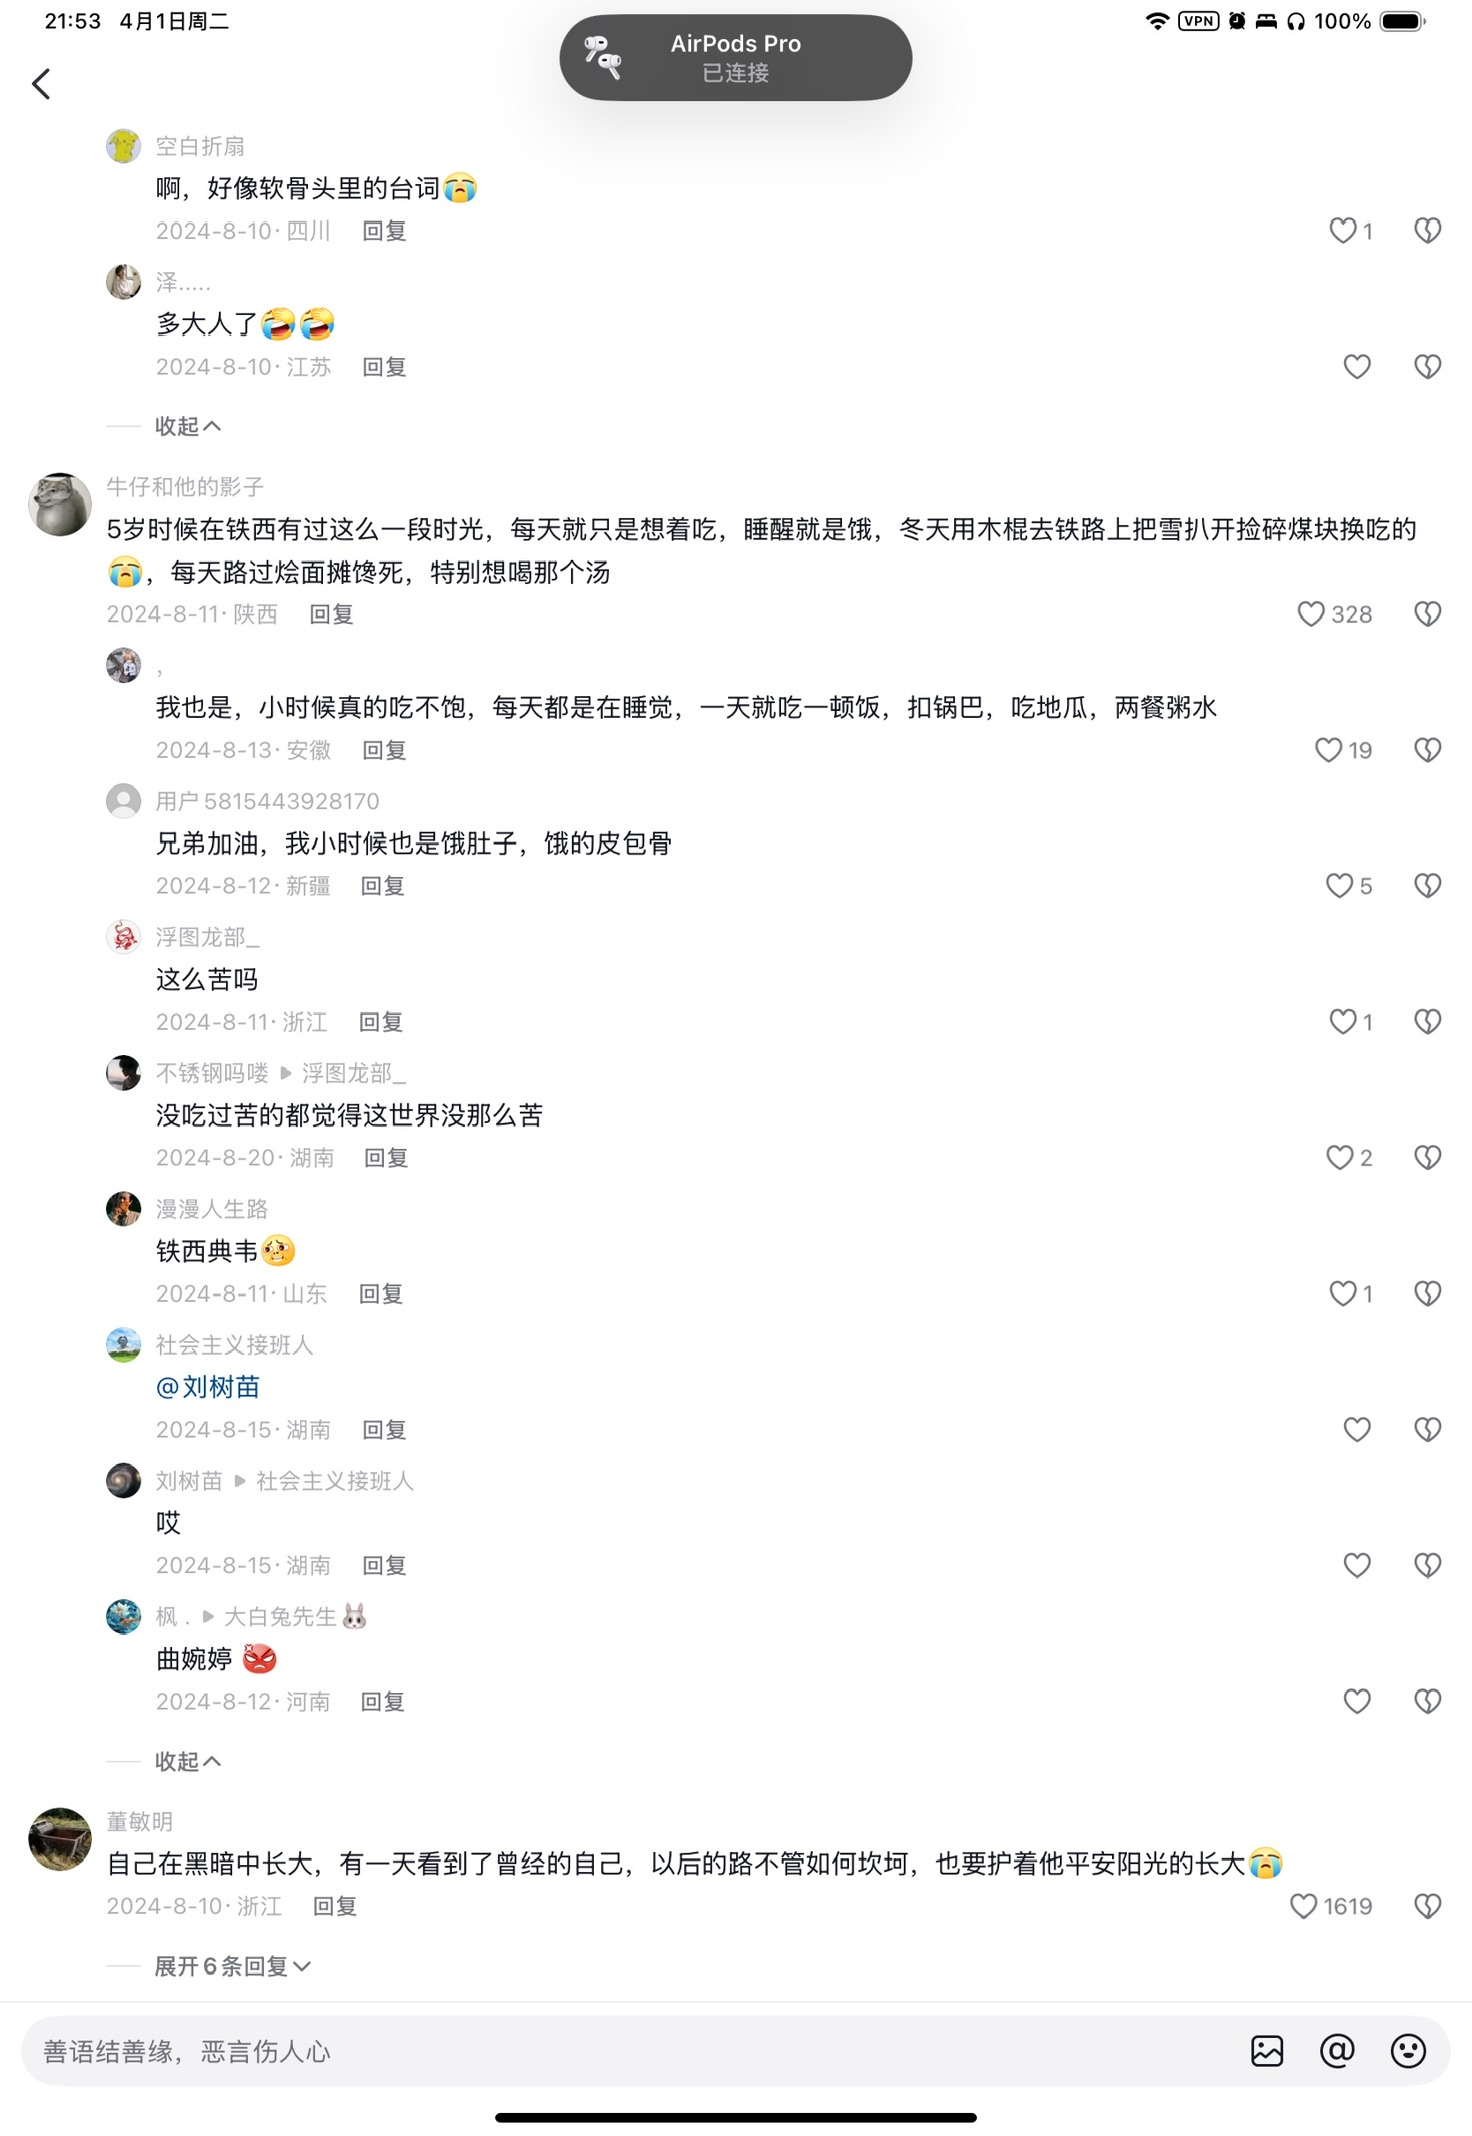 21:53 4月1日周二
VPN 100%
AirPods Pro
已连接
空白折扇
啊，好像软骨头里的台词😭
2024-8-10· 四川 回复
1
泽.....
多大人了🤣🤣
2024-8-10· 江苏 回复
收起
牛仔和他的影子
5岁时候在铁西有过这么一段时光，每天就只是想着吃，睡醒就是饿，冬天用木棍去铁路上把雪扒开捡碎煤块换吃的
😭，每天路过烩面摊馋死，特别想喝那个汤
2024-8-11· 陕西 回复
328
，
我也是，小时候真的吃不饱，每天都是在睡觉，一天就吃一顿饭，扣锅巴，吃地瓜，两餐粥水
2024-8-13· 安徽 回复
19
用户5815443928170
兄弟加油，我小时候也是饿肚子，饿的皮包骨
2024-8-12· 新疆 回复
5
浮图龙部_
这么苦吗
2024-8-11· 浙江 回复
1
不锈钢吗喽 ▶ 浮图龙部_
没吃过苦的都觉得这世界没那么苦
2024-8-20· 湖南 回复
2
漫漫人生路
铁西典韦
2024-8-11· 山东 回复
1
社会主义接班人
@刘树苗
2024-8-15· 湖南 回复
刘树苗 ▶ 社会主义接班人
哎
2024-8-15· 湖南 回复
枫 . ▶ 大白兔先生🐰
曲婉婷 😡
2024-8-12· 河南 回复
收起
董敏明
自己在黑暗中长大，有一天看到了曾经的自己，以后的路不管如何坎坷，也要护着他平安阳光的长大😭
2024-8-10· 浙江 回复
1619
展开6条回复
善语结善缘，恶言伤人心